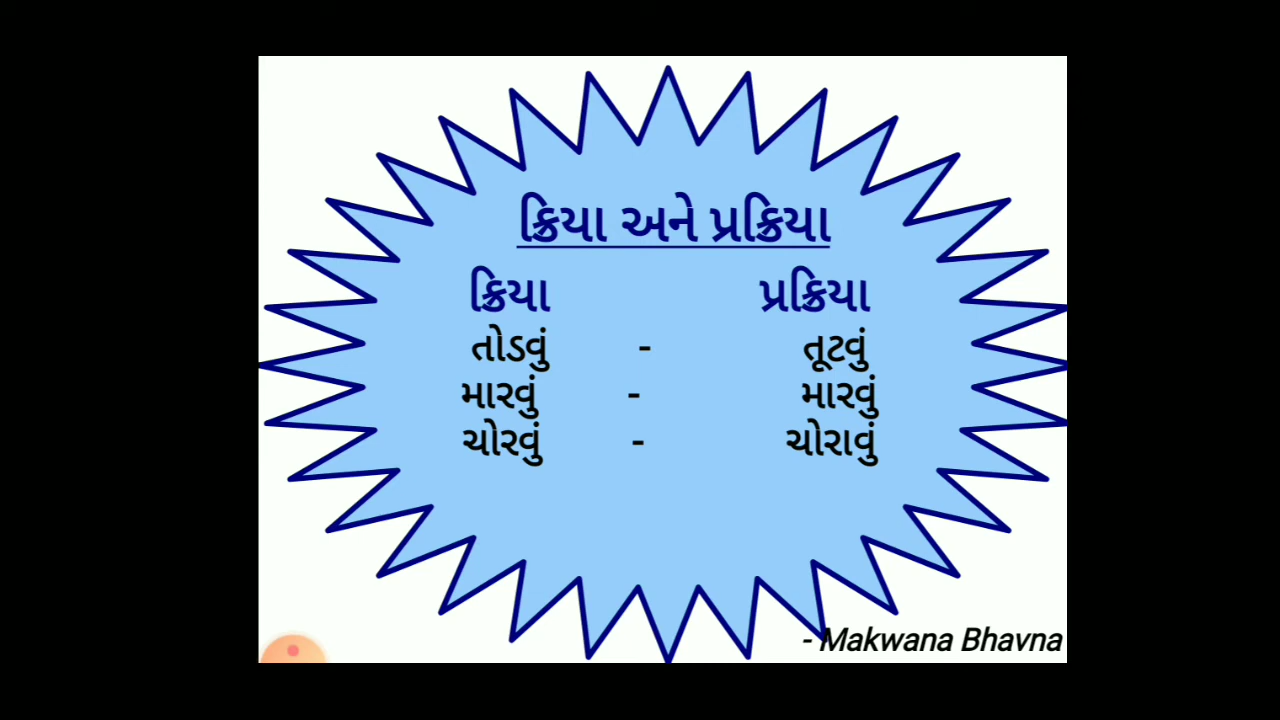 ક્રિયા અને પ્રક્રિયા
ક્રિયા પ્રક્રિયા
તોડવું - તૂટવું
મારવું - મારવું
ચોરવું - ચોરાવું
- Makwana Bhavna